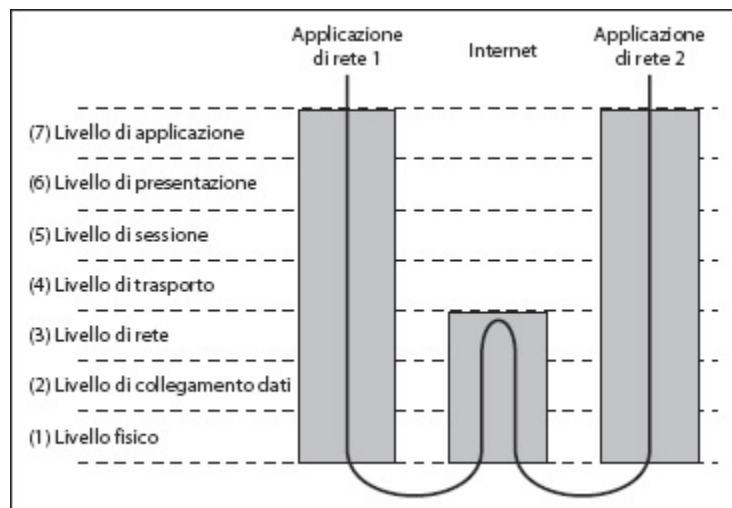 Applicazione
di rete 1
Internet
Applicazione
di rete 2
(7) Livello di applicazione
(6) Livello di presentazione
(5) Livello di sessione
(4) Livello di trasporto
(3) Livello di rete
(2) Livello di collegamento dati
(1) Livello fisico